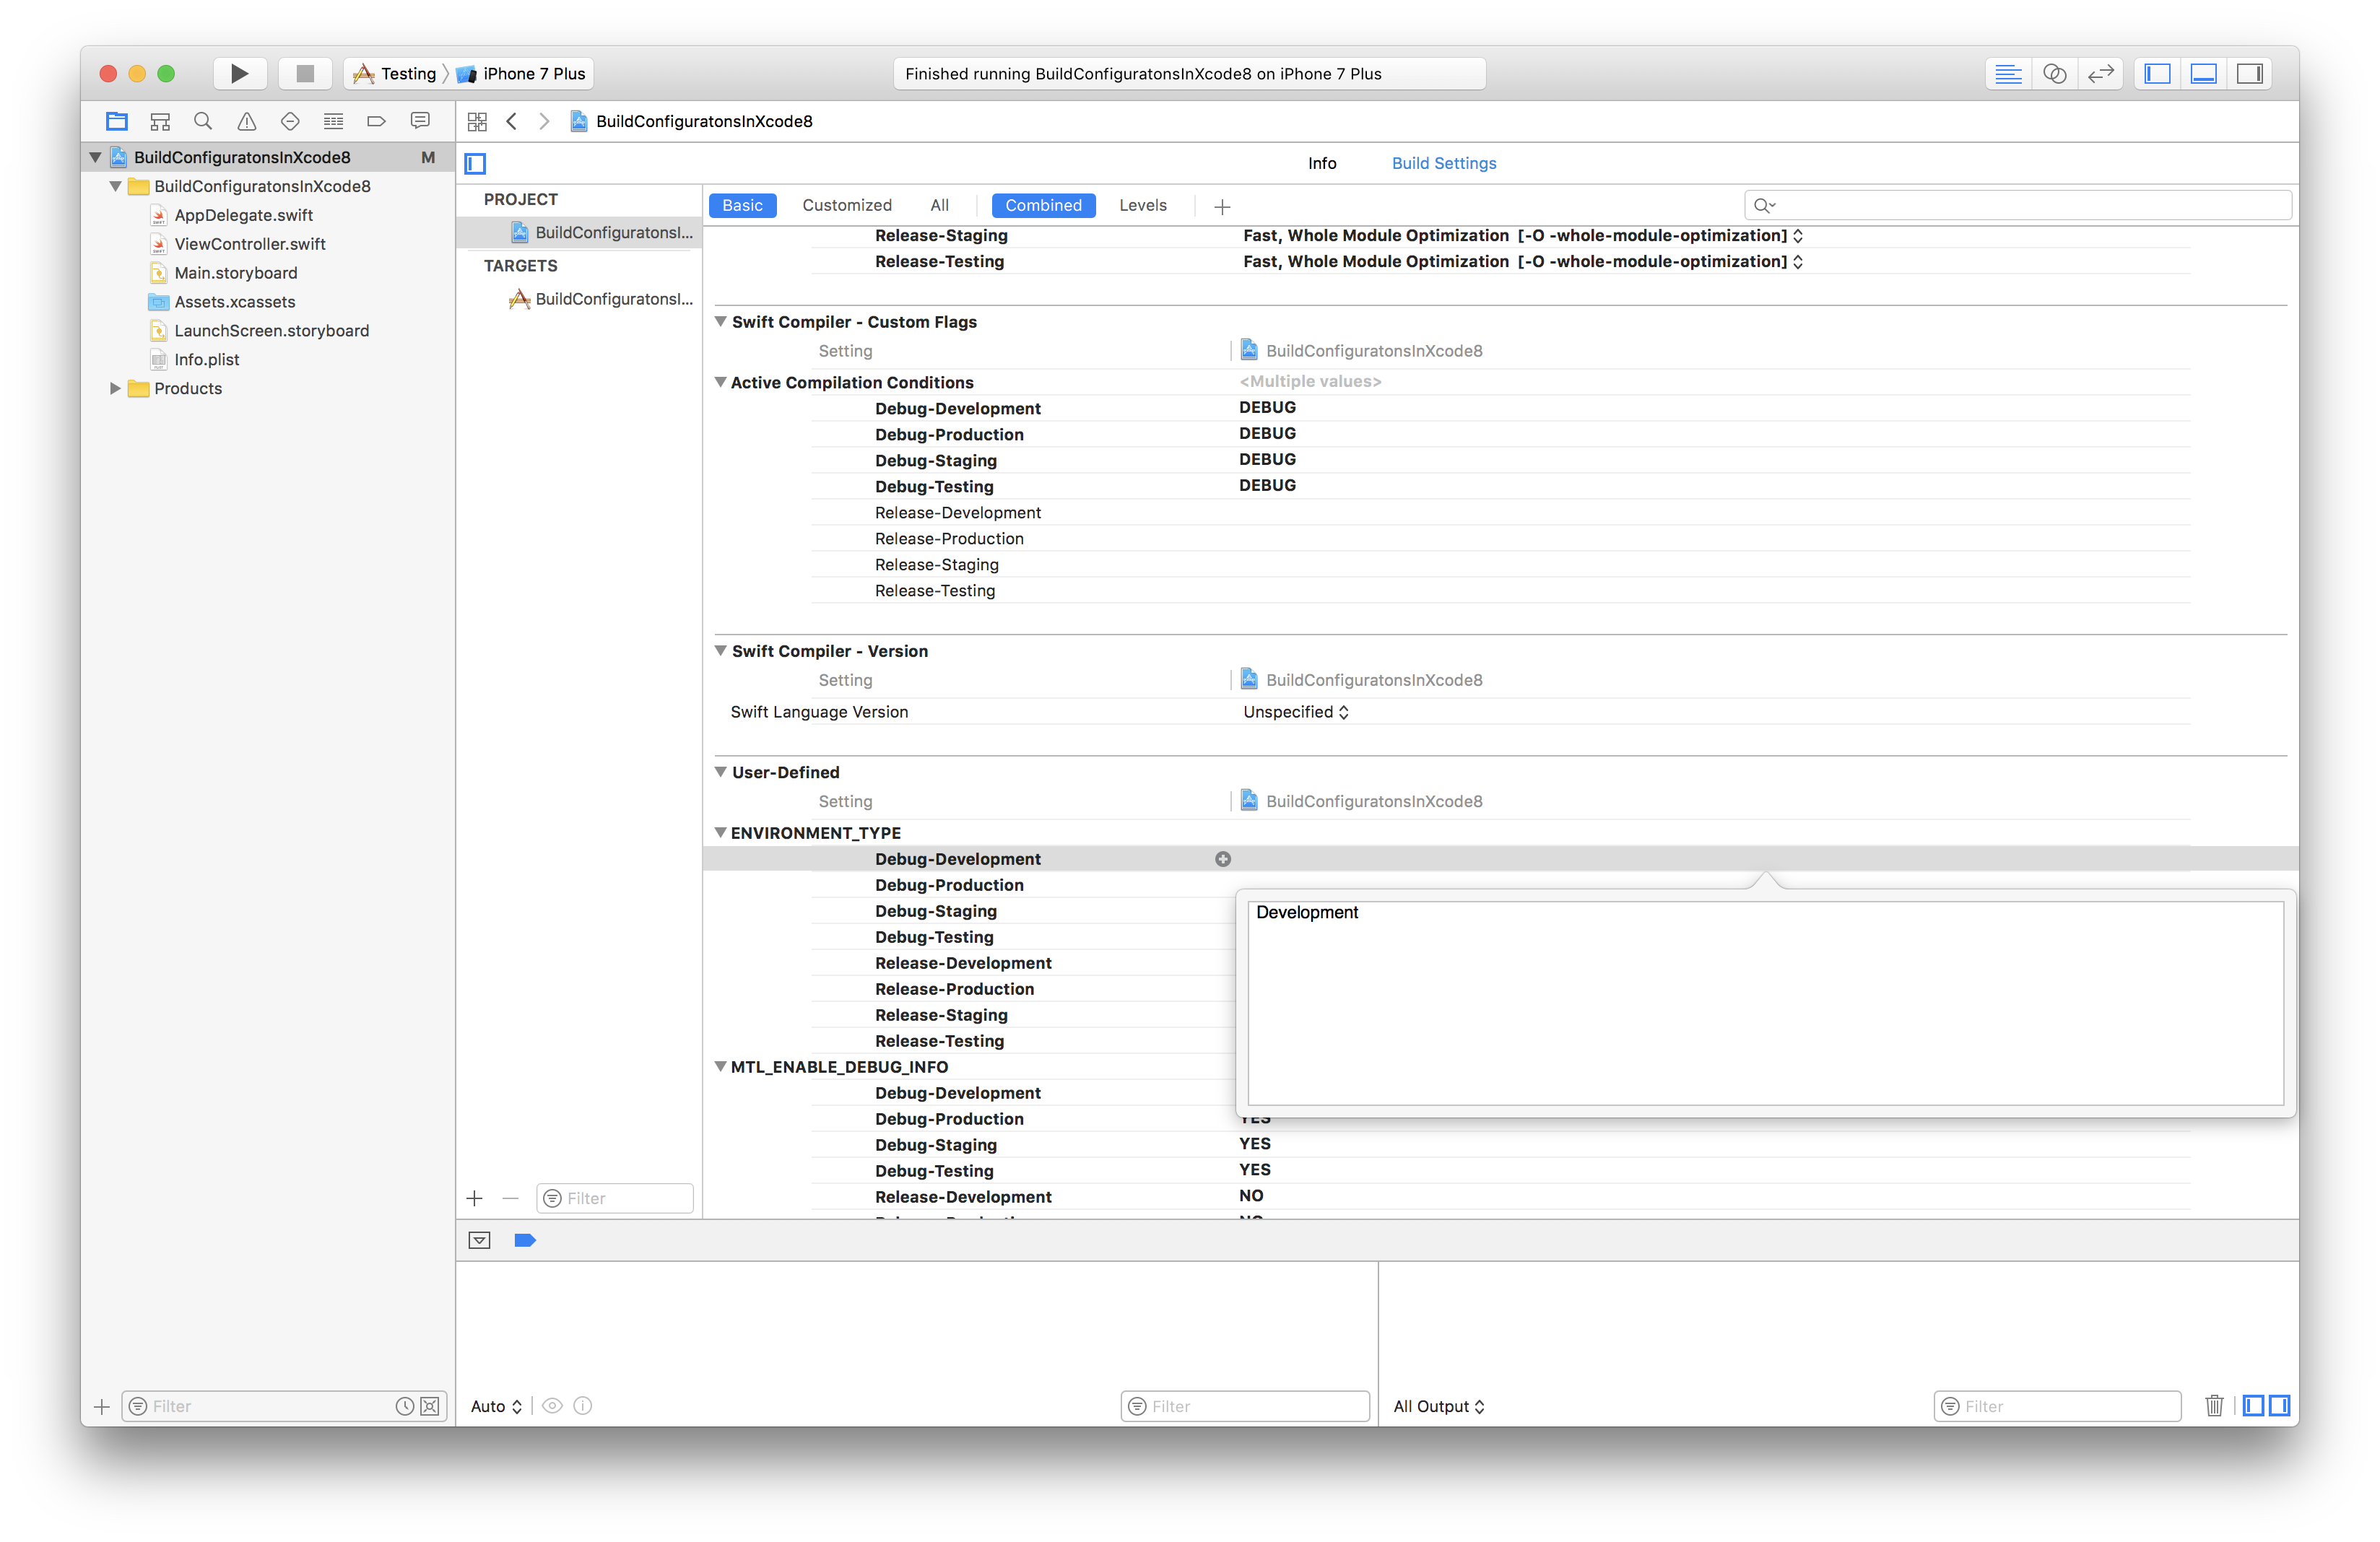 Testing iPhone 7 Plus
Finished running BuildConfiguratonsInXcode8 on iPhone 7 Plus
BuildConfiguratonsInXcode8 M
BuildConfiguratonsInXcode8
AppDelegate.swift
ViewController.swift
Main.storyboard
Assets.xcassets
LaunchScreen.storyboard
Info.plist
Products
Filter
BuildConfiguratonsInXcode8
Info Build Settings
PROJECT
BuildConfiguratonsI...
TARGETS
BuildConfiguratonsI...
Filter
Basic Customized All Combined Levels
Release-Staging Fast, Whole Module Optimization [-O -whole-module-optimization]
Release-Testing Fast, Whole Module Optimization [-O -whole-module-optimization]
Swift Compiler - Custom Flags
Setting BuildConfiguratonsInXcode8
Active Compilation Conditions <Multiple values>
Debug-Development DEBUG
Debug-Production DEBUG
Debug-Staging DEBUG
Debug-Testing DEBUG
Release-Development
Release-Production
Release-Staging
Release-Testing
Swift Compiler - Version
Setting BuildConfiguratonsInXcode8
Swift Language Version Unspecified
User-Defined
Setting BuildConfiguratonsInXcode8
ENVIRONMENT_TYPE
Debug-Development
Debug-Production
Debug-Staging
Debug-Testing
Release-Development
Release-Production
Release-Staging
Release-Testing
Development
MTL_ENABLE_DEBUG_INFO
Debug-Development
Debug-Production YES
Debug-Staging YES
Debug-Testing YES
Release-Development NO
Auto Filter
All Output Filter